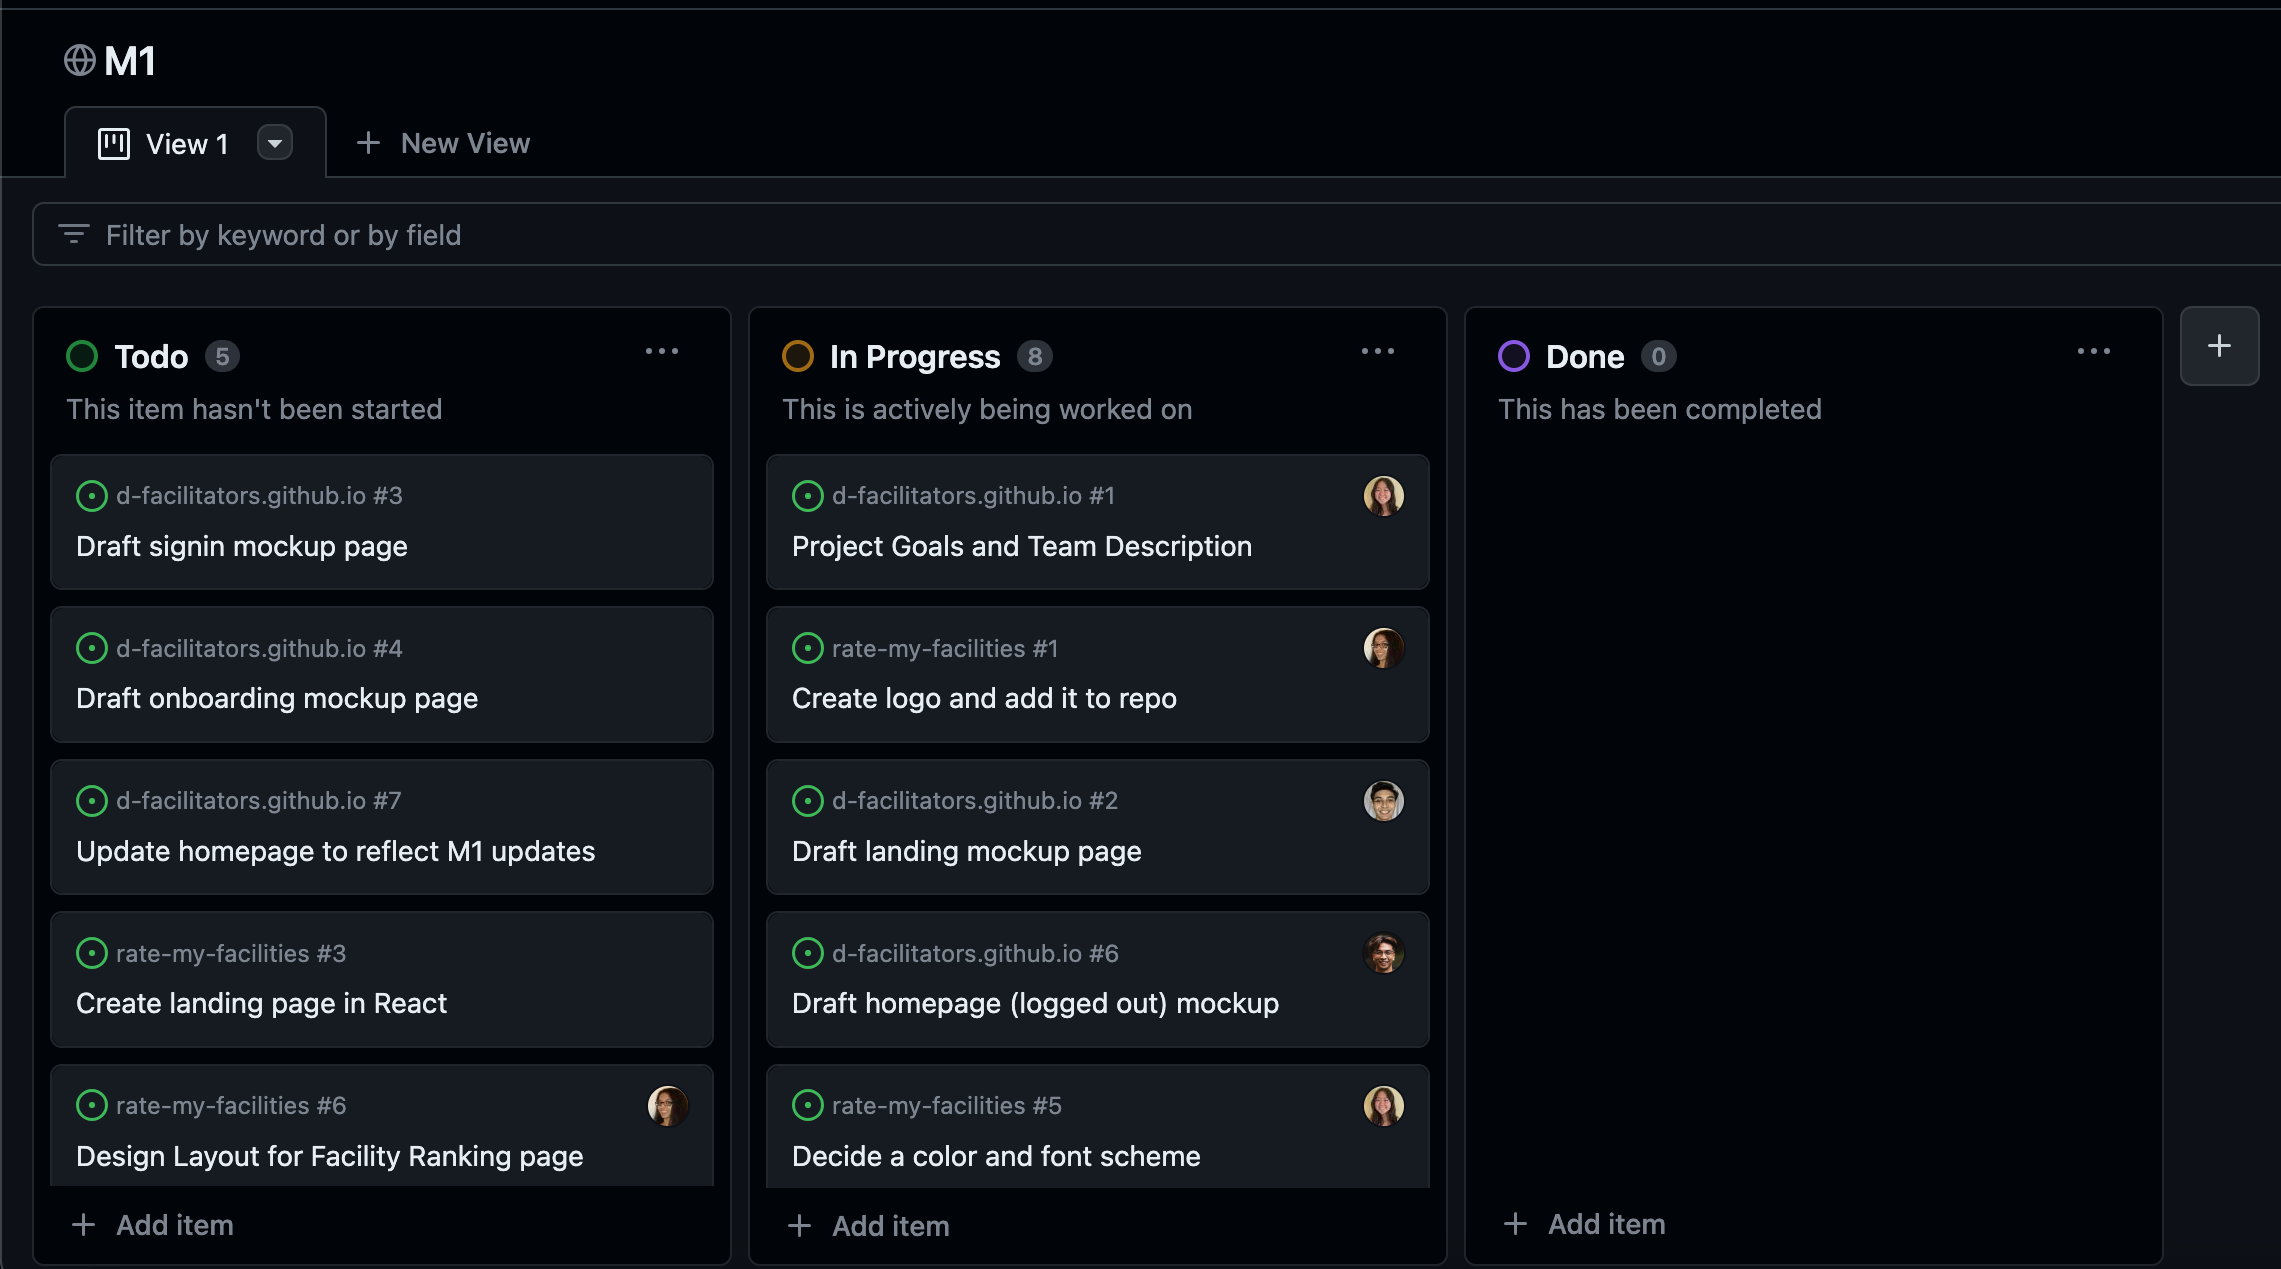 M1
View 1
New View
Filter by keyword or by field
Todo 5
This item hasn't been started
d-facilitators.github.io #3
Draft signin mockup page
d-facilitators.github.io #4
Draft onboarding mockup page
d-facilitators.github.io #7
Update homepage to reflect M1 updates
rate-my-facilities #3
Create landing page in React
rate-my-facilities #6
Design Layout for Facility Ranking page
Add item
In Progress 8
This is actively being worked on
d-facilitators.github.io #1
Project Goals and Team Description
rate-my-facilities #1
Create logo and add it to repo
d-facilitators.github.io #2
Draft landing mockup page
d-facilitators.github.io #6
Draft homepage (logged out) mockup
rate-my-facilities #5
Decide a color and font scheme
Add item
Done 0
This has been completed
Add item